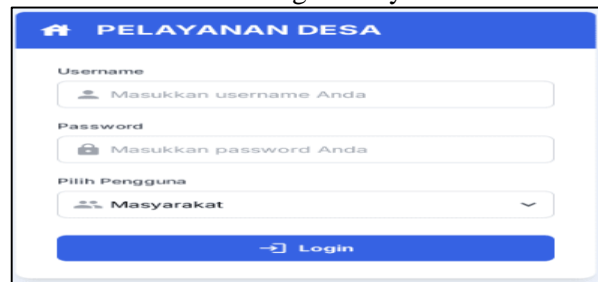 PELAYANAN DESA
Username
Masukkan username Anda
Password
Masukkan password Anda
Pilih Pengguna
Masyarakat
Login